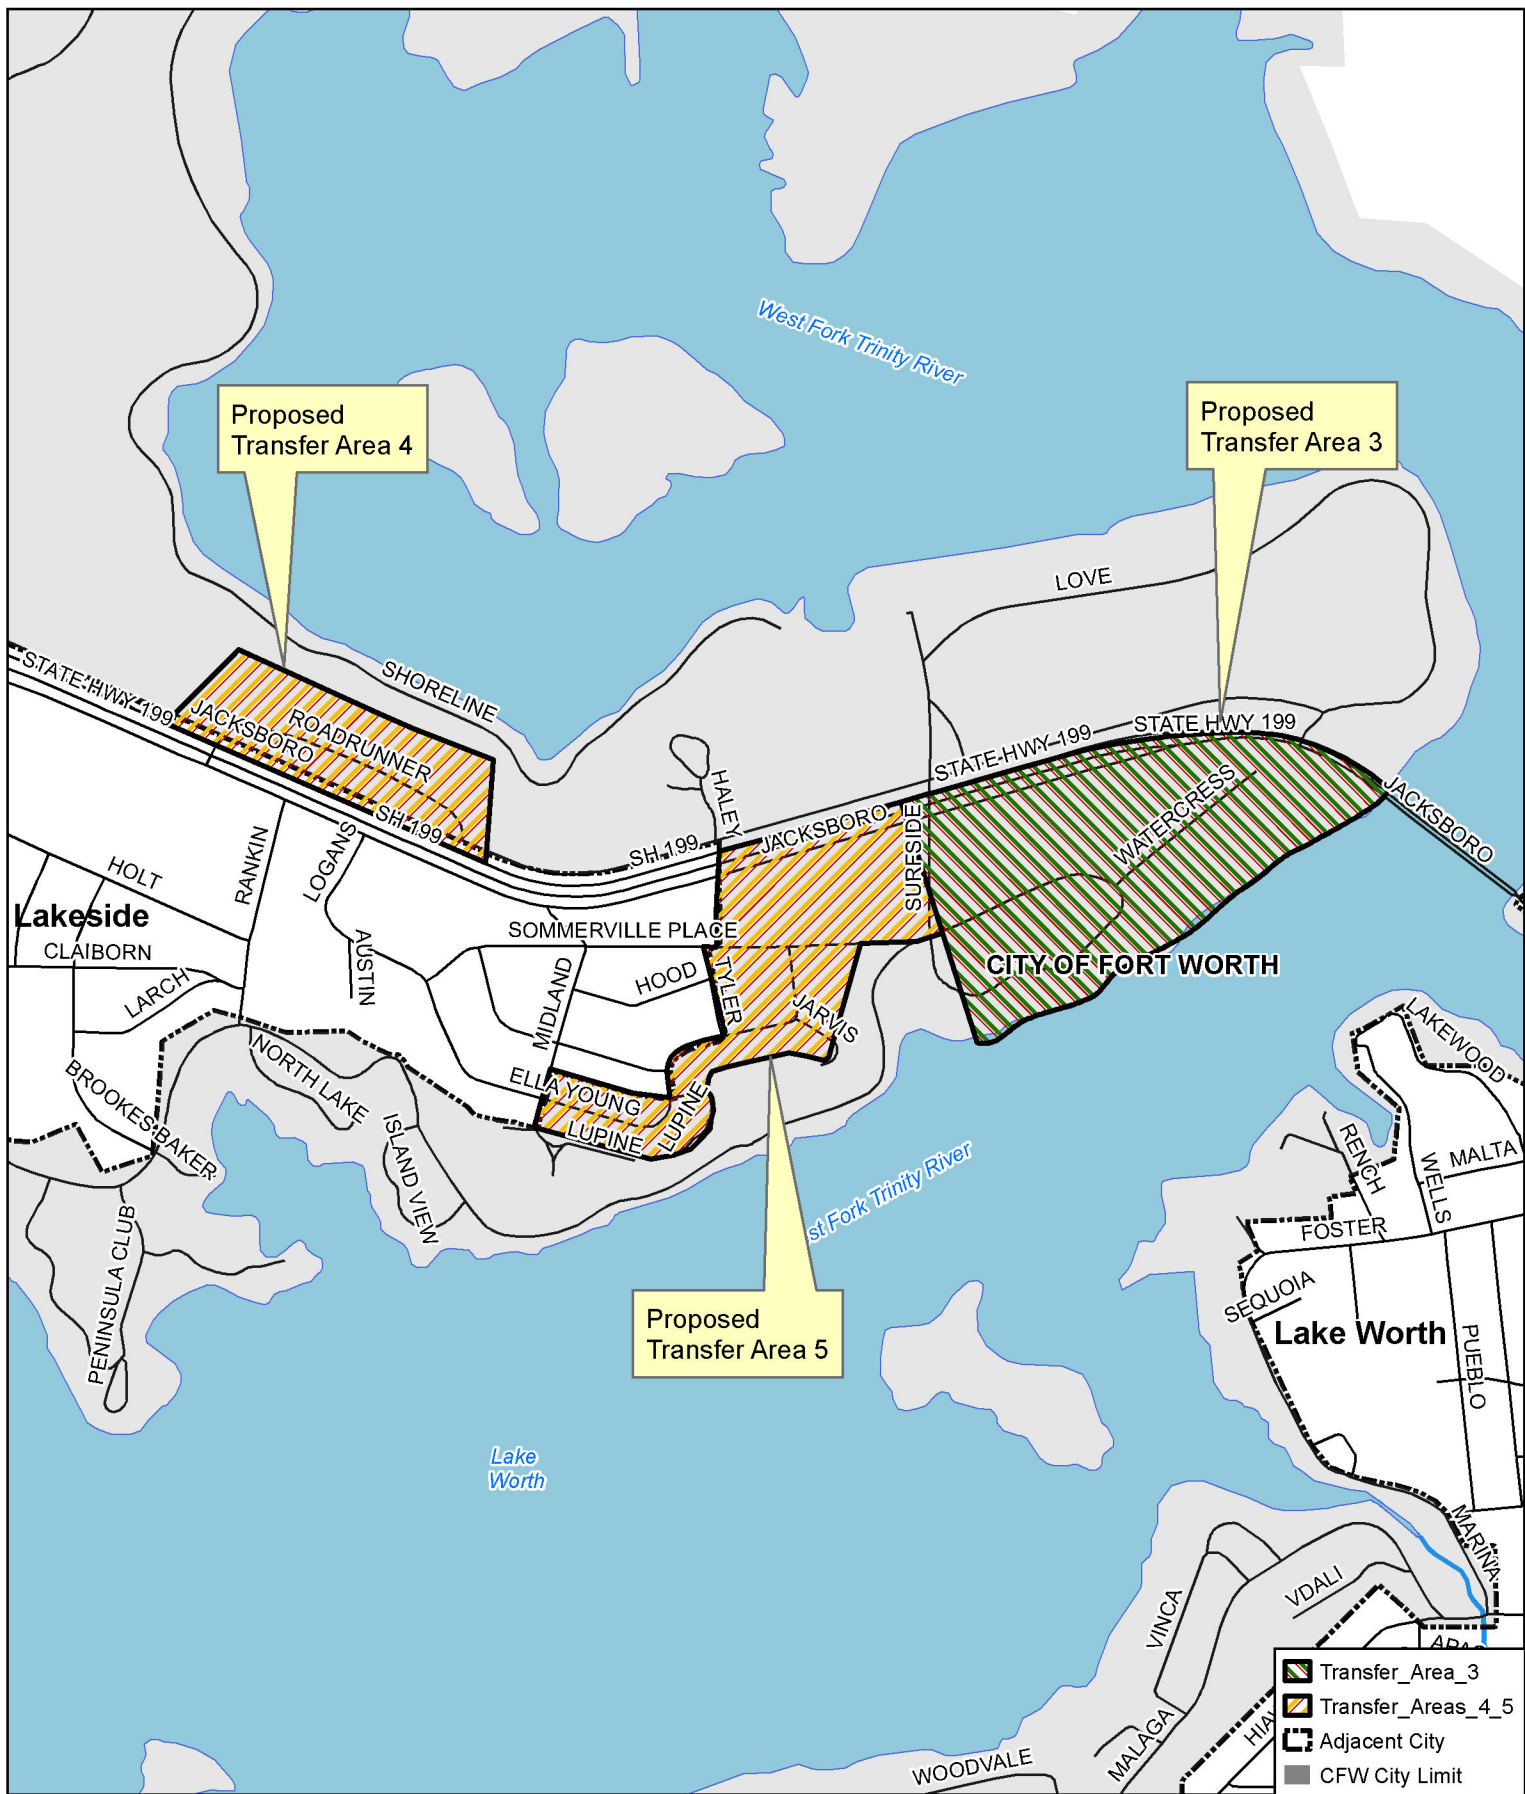 West Fork Trinity River
Proposed
Transfer Area 4
Proposed
Transfer Area 3
LOVE
SHORELINE
STATE HWY 199
JACKSBORO
ROADRUNNER
SH 199
HALEY
SH 199
JACKSBORO
STATE HWY 199
STATE HWY 199
JACKSBORO
SURFSIDE
WATERCRESS
HOLT
RANKIN
LOGANS
Lakeside
CLAIBORN
LARCH
AUSTIN
SOMMERVILLE PLACE
MIDLAND
HOOD
TYLER
JARVIS
CITY OF FORT WORTH
BROOKES BAKER
NORTH LAKE
ISLAND VIEW
ELLA YOUNG
LUPINE
LUPINE
PENINSULA CLUB
st Fork Trinity River
LAKEWOOD
RENCH
WELLS
MALTA
FOSTER
SEQUOIA
Lake Worth
PUEBLO
Proposed
Transfer Area 5
Lake
Worth
MARINA
VDALI
VINCA
MALAGA
WOODVALE
Transfer_Area_3
Transfer_Areas_4_5
Adjacent City
CFW City Limit